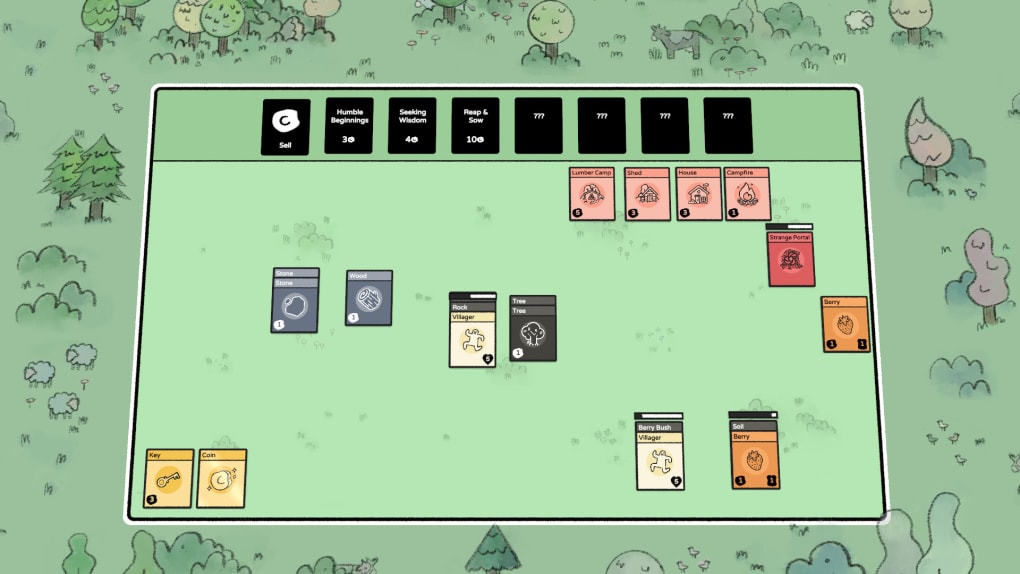 Sell
Humble
Beginnings
3
Seeking
Wisdom
4
Reap &
Sow
10
???
???
???
???
Lumber Camp
5
Shed
3
House
3
Campfire
1
Strange Portal
Stone
Stone
1
Wood
1
Rock
Villager
5
Tree
Tree
1
Berry
1
1
Berry Bush
Villager
5
Soil
Berry
1
1
Key
3
Coin